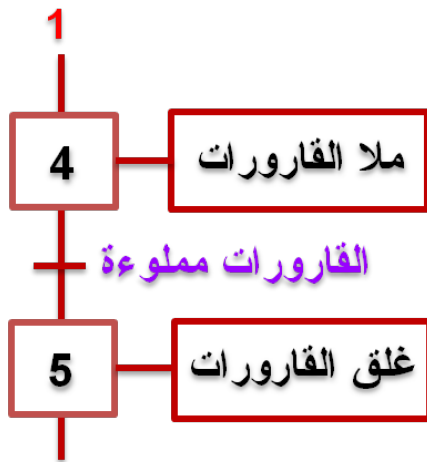 1
4
ملا القارورات
القارورات مملوءة
5
غلق القارورات